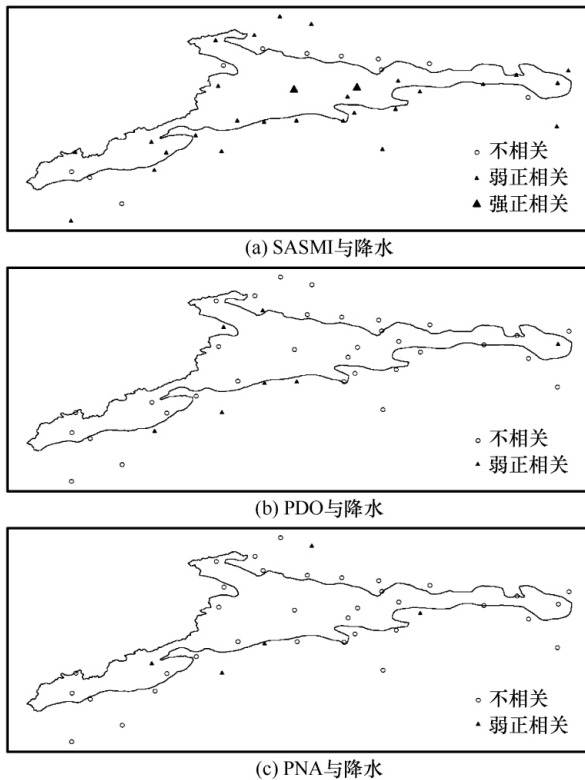 不相关
弱正相关
强正相关
(a) SASMI与降水
不相关
弱正相关
(b) PDO与降水
不相关
弱正相关
(c) PNA与降水